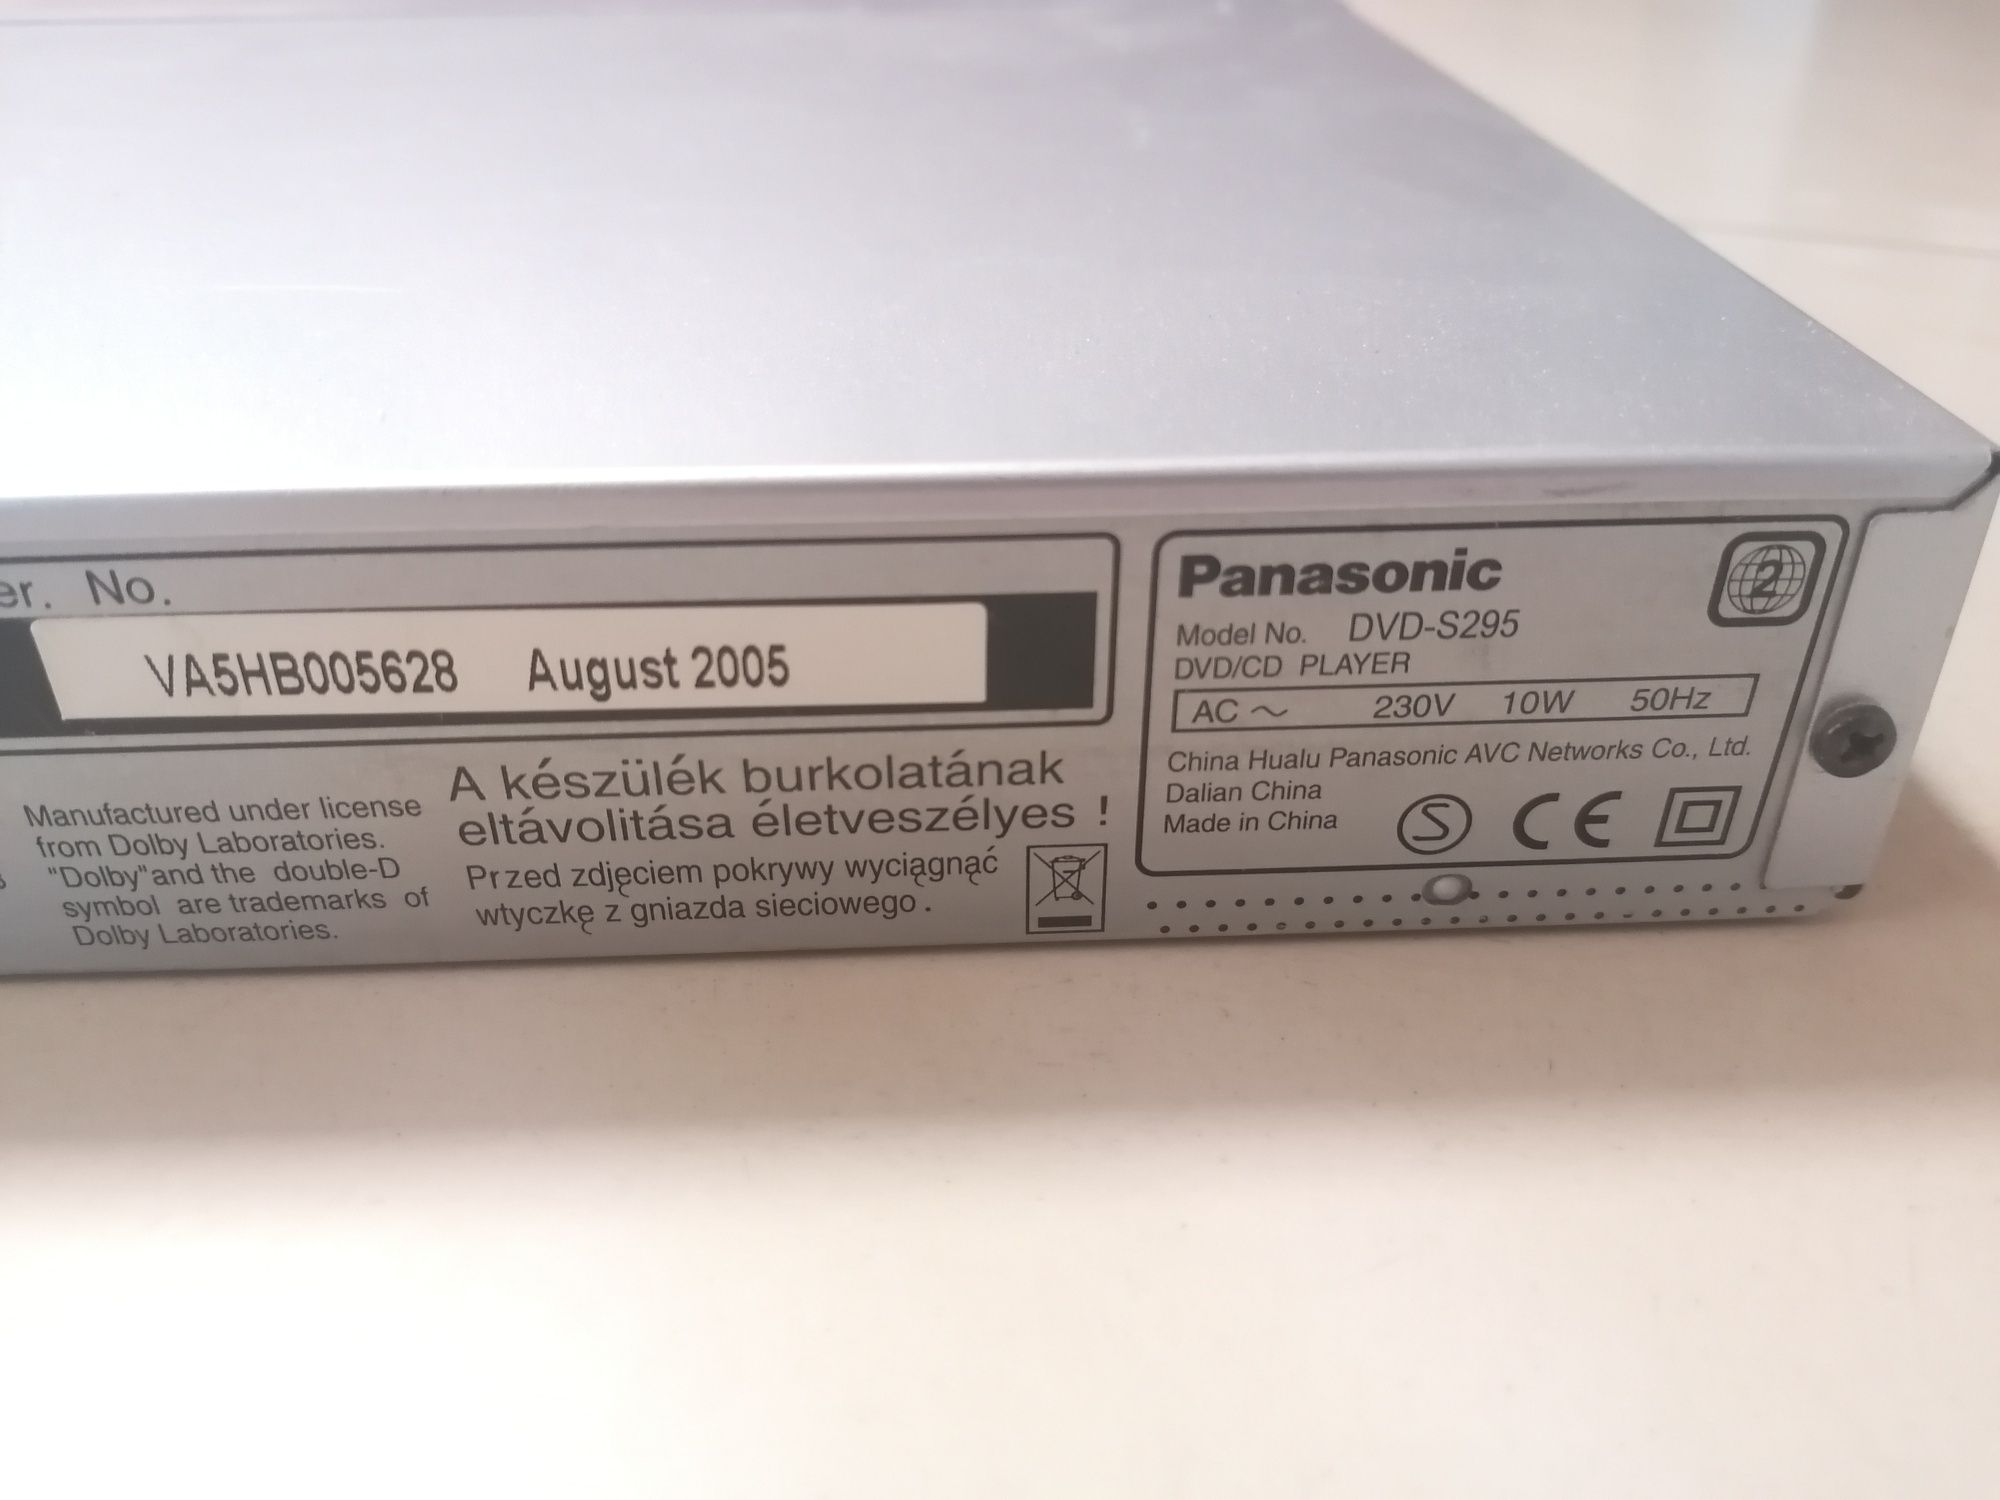 er. No.
VA5HB005628 August 2005
Manufactured under license
from Dolby Laboratories.
"Dolby"and the double-D
symbol are trademarks of
Dolby Laboratories.
A készülék burkolatának
eltávolitása életveszélyes !
Przed zdjęciem pokrywy wyciągnąć
wtyczkę z gniazda sieciowego .
Panasonic
2
Model No. DVD-S295
DVD/CD PLAYER
AC ~ 230V 10W 50Hz
China Hualu Panasonic AVC Networks Co., Ltd.
Dalian China
Made in China
S CE